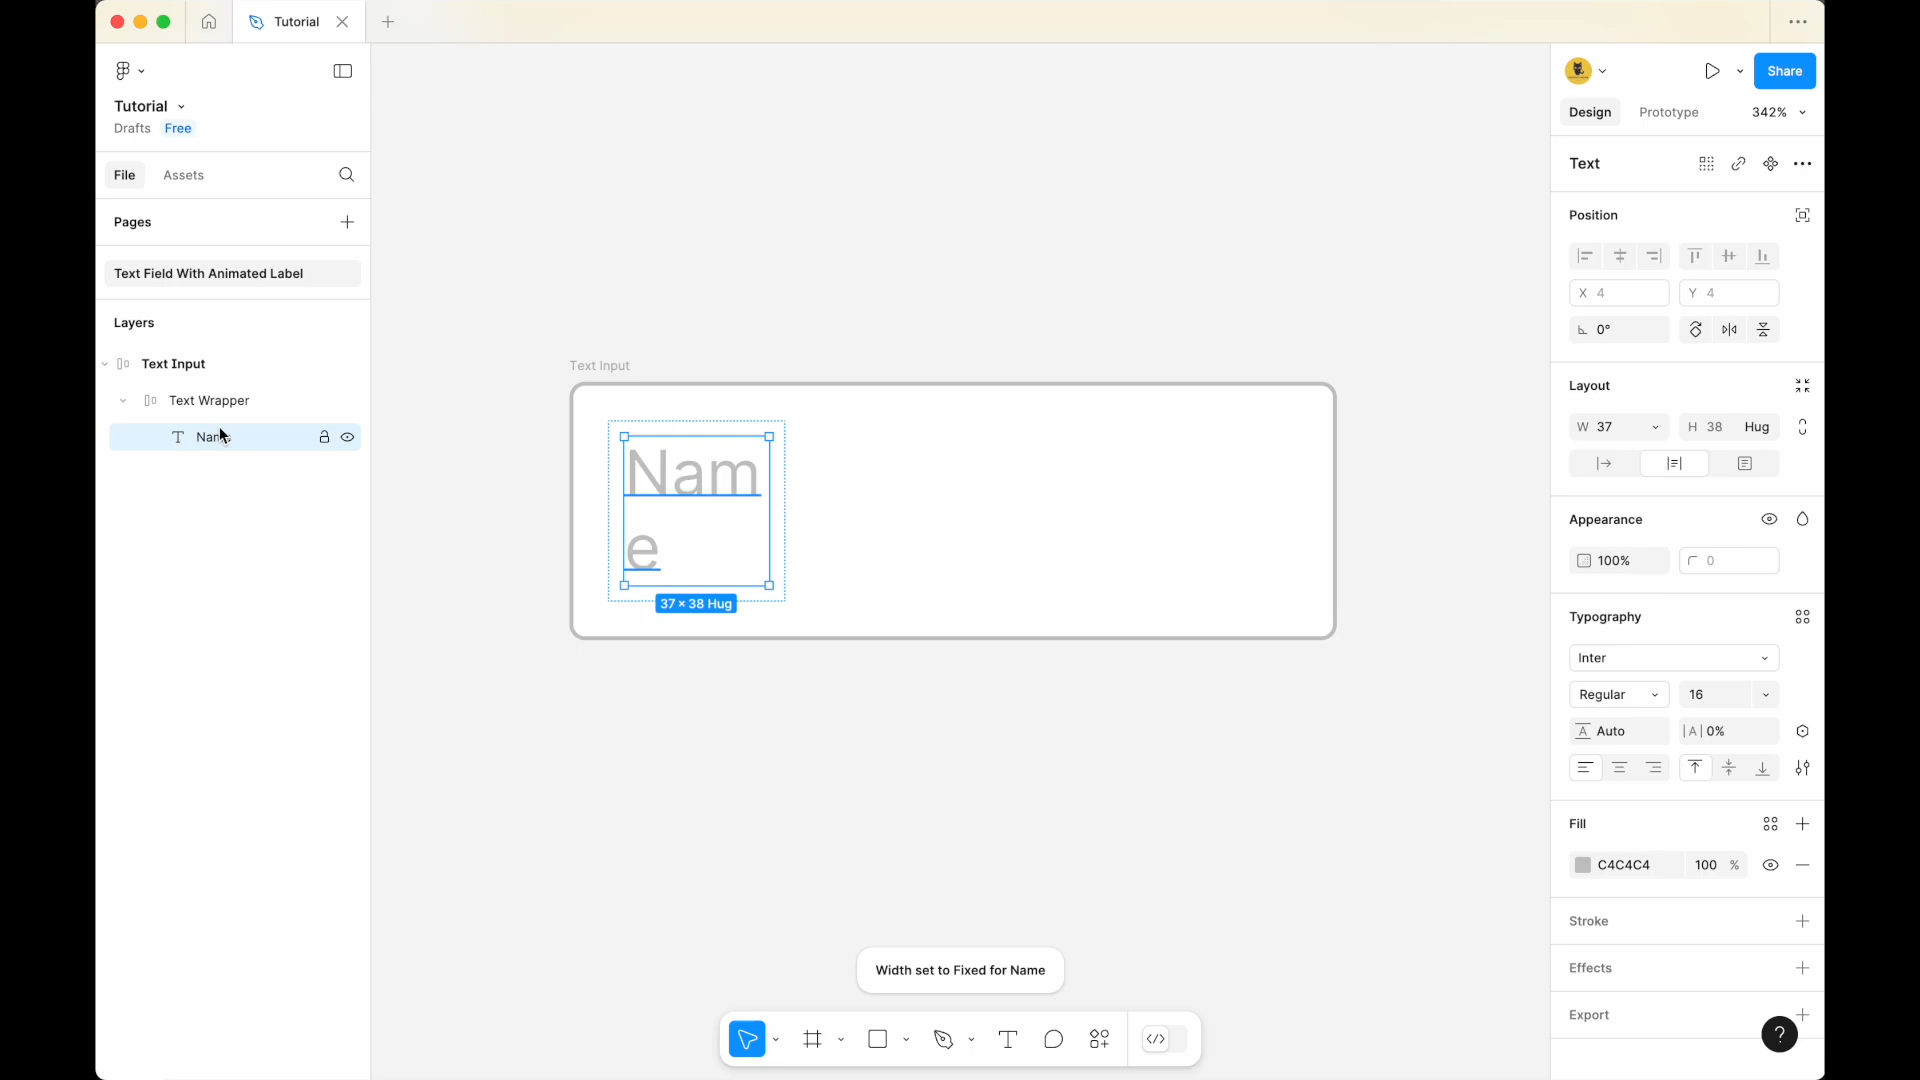 Tutorial
Tutorial
Drafts Free
File Assets
Pages
Text Field With Animated Label
Layers
Text Input
Text Wrapper
Name
Text Input
Nam
e
37 × 38 Hug
Width set to Fixed for Name
Share
Design Prototype 342%
Text
Position
X 4 Y 4
0°
Layout
W 37 H 38 Hug
Appearance
100% 0
Typography
Inter
Regular 16
Auto 0%
Fill
C4C4C4 100 %
Stroke
Effects
Export
?